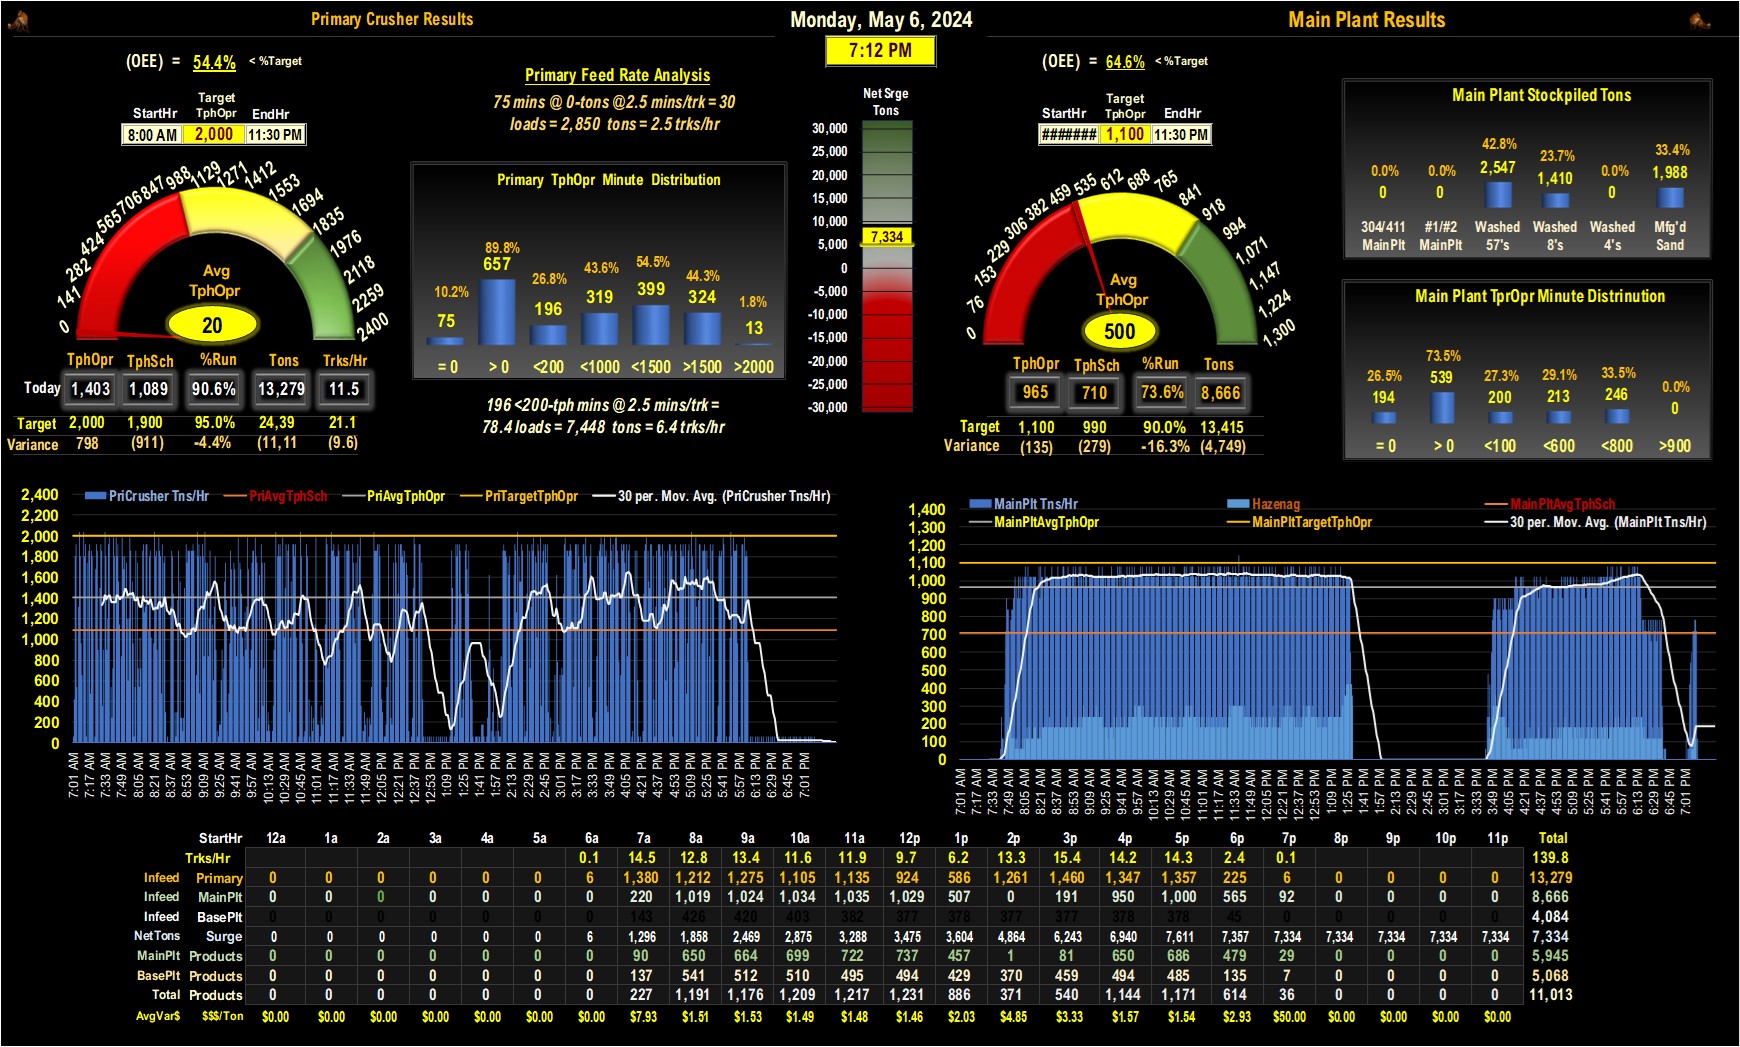 Primary Crusher Results
Monday, May 6, 2024
Main Plant Results
7:12 PM
(OEE) = 54.4% < %Target
StartHr Target TphOpr EndHr
8:00 AM 2,000 11:30 PM
0 141 282 424 565 706 847 988 1129 1271 1412 1553 1694 1835 1976 2118 2259 2400
Avg
TphOpr
20
TphOpr TphSch %Run Tons Trks/Hr
Today 1,403 1,089 90.6% 13,279 11.5
Target 2,000 1,900 95.0% 24,39 21.1
Variance 798 (911) -4.4% (11,11 (9.6)
Primary Feed Rate Analysis
75 mins @ 0-tons @2.5 mins/trk = 30
loads = 2,850 tons = 2.5 trks/hr
Primary TphOpr Minute Distribution
10.2% 89.8% 26.8% 43.6% 54.5% 44.3% 1.8%
75 657 196 319 399 324 13
= 0 > 0 <200 <1000 <1500 >1500 >2000
196 <200-tph mins @ 2.5 mins/trk =
78.4 loads = 7,448 tons = 6.4 trks/hr
Net Srge
Tons
30,000
25,000
20,000
15,000
10,000
7,334
5,000
0
-5,000
-10,000
-15,000
-20,000
-25,000
-30,000
(OEE) = 64.6% < %Target
StartHr Target TphOpr EndHr
####### 1,100 11:30 PM
0 76 153 229 306 382 459 535 612 688 765 841 918 994 1,071 1,147 1,224 1,300
Avg
TphOpr
500
TphOpr TphSch %Run Tons
965 710 73.6% 8,666
Target 1,100 990 90.0% 13,415
Variance (135) (279) -16.3% (4,749)
Main Plant Stockpiled Tons
0.0% 0.0% 42.8% 23.7% 0.0% 33.4%
0 0 2,547 1,410 0 1,988
304/411 #1/#2 Washed Washed Washed Mfg'd
MainPlt MainPlt 57's 8's 4's Sand
Main Plant TprOpr Minute Distrinution
26.5% 73.5% 27.3% 29.1% 33.5% 0.0%
194 539 200 213 246 0
= 0 > 0 <100 <600 <800 >900
PriCrusher Tns/Hr PriAvgTphSch PriAvgTphOpr PriTargetTphOpr 30 per. Mov. Avg. (PriCrusher Tns/Hr)
2,400
2,200
2,000
1,800
1,600
1,400
1,200
1,000
800
600
400
200
0
7:01 AM 7:17 AM 7:33 AM 7:49 AM 8:05 AM 8:21 AM 8:37 AM 8:53 AM 9:09 AM 9:25 AM 9:41 AM 9:57 AM 10:13 AM 10:29 AM 10:45 AM 11:01 AM 11:17 AM 11:33 AM 11:49 AM 12:05 PM 12:21 PM 12:37 PM 12:53 PM 1:09 PM 1:25 PM 1:41 PM 1:57 PM 2:13 PM 2:29 PM 2:45 PM 3:01 PM 3:17 PM 3:33 PM 3:49 PM 4:05 PM 4:21 PM 4:37 PM 4:53 PM 5:09 PM 5:25 PM 5:41 PM 5:57 PM 6:13 PM 6:29 PM 6:45 PM 7:01 PM
MainPlt Tns/Hr Hazenag MainPltAvgTphSch
MainPltAvgTphOpr MainPltTargetTphOpr 30 per. Mov. Avg. (MainPlt Tns/Hr)
1,400
1,300
1,200
1,100
1,000
900
800
700
600
500
400
300
200
100
0
7:01 AM 7:17 AM 7:33 AM 7:49 AM 8:05 AM 8:21 AM 8:37 AM 8:53 AM 9:09 AM 9:25 AM 9:41 AM 9:57 AM 10:13 AM 10:29 AM 10:45 AM 11:01 AM 11:17 AM 11:33 AM 11:49 AM 12:05 PM 12:21 PM 12:37 PM 12:53 PM 1:09 PM 1:25 PM 1:41 PM 1:57 PM 2:13 PM 2:29 PM 2:45 PM 3:01 PM 3:17 PM 3:33 PM 3:49 PM 4:05 PM 4:21 PM 4:37 PM 4:53 PM 5:09 PM 5:25 PM 5:41 PM 5:57 PM 6:13 PM 6:29 PM 6:45 PM 7:01 PM
StartHr 12a 1a 2a 3a 4a 5a 6a 7a 8a 9a 10a 11a 12p 1p 2p 3p 4p 5p 6p 7p 8p 9p 10p 11p Total
Trks/Hr 0.1 14.5 12.8 13.4 11.6 11.9 9.7 6.2 13.3 15.4 14.2 14.3 2.4 0.1 139.8
Infeed Primary 0 0 0 0 0 0 6 1,380 1,212 1,275 1,105 1,135 924 586 1,261 1,460 1,347 1,357 225 6 0 0 0 0 13,279
Infeed MainPlt 0 0 0 0 0 0 0 220 1,019 1,024 1,034 1,035 1,029 507 0 191 950 1,000 565 92 0 0 0 0 8,666
Infeed BasePlt 0 0 0 0 0 0 0 143 426 420 403 382 377 378 377 377 378 378 45 0 0 0 0 0 4,084
NetTons Surge 0 0 0 0 0 0 6 1,296 1,858 2,469 2,875 3,288 3,475 3,604 4,864 6,243 6,940 7,611 7,357 7,334 7,334 7,334 7,334 7,334 7,334
MainPlt Products 0 0 0 0 0 0 0 90 650 664 699 722 737 457 1 81 650 686 479 29 0 0 0 0 5,945
BasePlt Products 0 0 0 0 0 0 0 137 541 512 510 495 494 429 370 459 494 485 135 7 0 0 0 0 5,068
Total Products 0 0 0 0 0 0 0 227 1,191 1,176 1,209 1,217 1,231 886 371 540 1,144 1,171 614 36 0 0 0 0 11,013
AvgVar$ $$$/Ton $0.00 $0.00 $0.00 $0.00 $0.00 $0.00 $0.00 $7.93 $1.51 $1.53 $1.49 $1.48 $1.46 $2.03 $4.85 $3.33 $1.57 $1.54 $2.93 $50.00 $0.00 $0.00 $0.00 $0.00